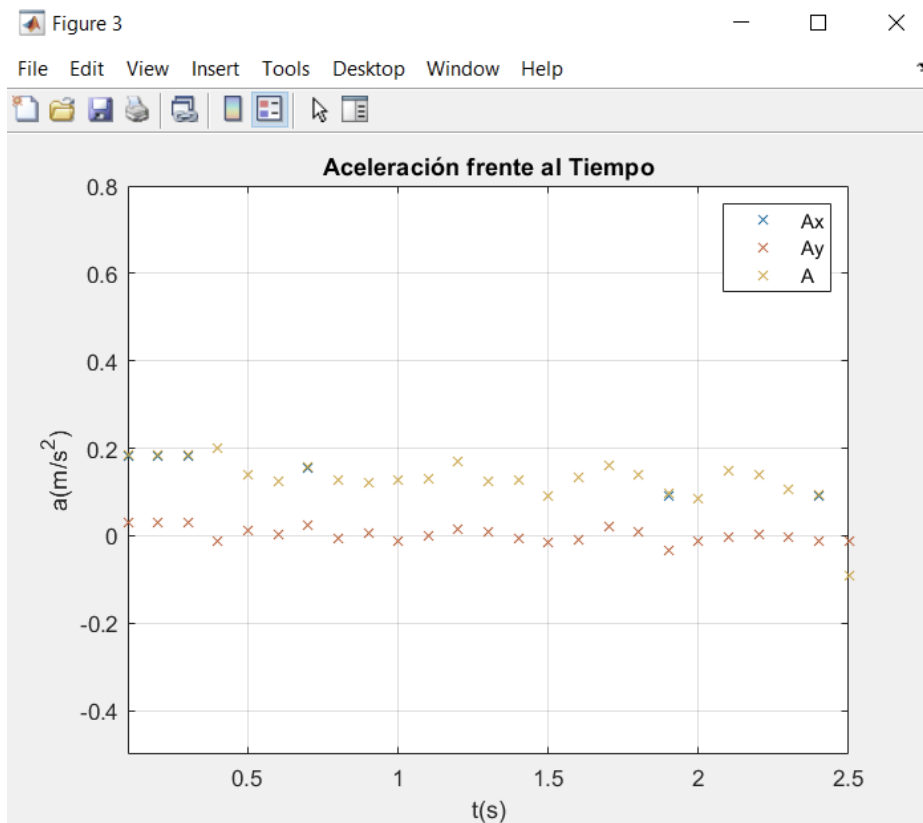 Figure 3
File Edit View Insert Tools Desktop Window Help
Aceleración frente al Tiempo
0.8
0.6
0.4
0.2
0
-0.2
-0.4
a(m/s²)
Ax
Ay
A
0.5 1 1.5 2 2.5
t(s)